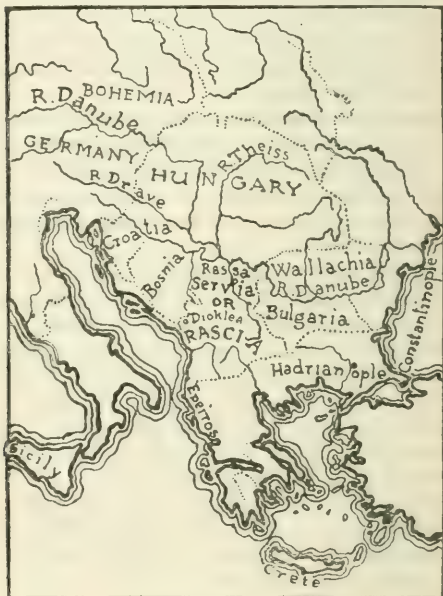 BOHEMIA
R. Danube
GERMANY
R. Theiss
HUNGARY
R. Drave
Croatia
Bosnia
Rassa
Servia
OR
Dioklea
RASCIA
Wallachia
R. Danube
Bulgaria
Constantinople
Hadrianople
Epeiros
Sicily
Crete